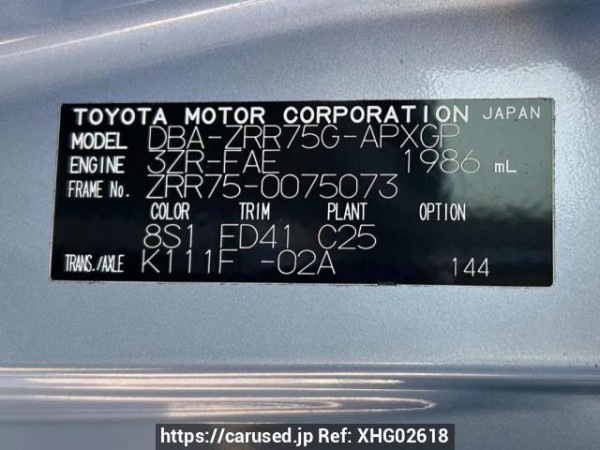 TOYOTA MOTOR CORPORATION JAPAN
MODEL DBA-ZRR75G-APXGP
ENGINE 3ZR-FAE 1986 mL
FRAME No. ZRR75-0075073
COLOR TRIM PLANT OPTION
8S1 FD41 C25
TRANS./AXLE K111F -02A 144
https://carused.jp Ref: XHG02618